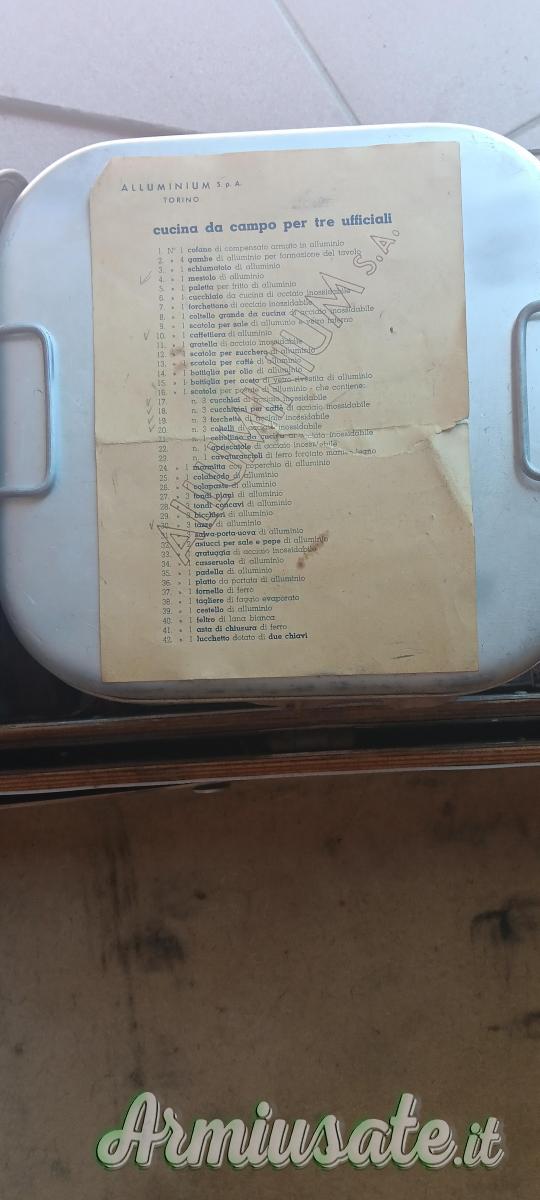 ALLUMINIUM S. p. A.
TORINO
cucina da campo per tre ufficiali
1. N° 1 cofano di compensato armato in alluminio
2. » 4 gambe di alluminio per formazione del tavolo
3. » 1 schiumatoio di alluminio
4. » 1 mestolo di alluminio
5. » 1 paletta per fritto di alluminio
6. » 1 cucchiaio da cucina di acciaio inossidabile
7. » 1 forchettone di acciaio inossidabile
8. » 1 coltello grande da cucina di acciaio inossidabile
9. » 1 scatola per sale di alluminio e vetro interno
10. » 1 caffettiera di alluminio
11. » 1 gratella di acciaio inossidabile
12. 1 scatola per zucchero di alluminio
13. 1 scatola per caffè di alluminio
14. » 1 bottiglia per olio di alluminio
15. » 1 bottiglia per aceto di vetro rivestita di alluminio
16. » 1 scatola per posate di alluminio - che contiene:
17. n. 3 cucchiai di acciaio inossidabile
18. n. 3 cucchiaini per caffè di acciaio inossidabile
19. n. 3 forchette di acciaio inossidabile
20. n. 3 coltelli di acciaio inossidabile
21. n. 1 coltellino da cucina di acciaio inossidabile
22. n. 1 apriscatole di acciaio inossidabile
23. n. 1 cavaturaccioli di ferro forgiato manico legno
24. » 1 marmitta con coperchio di alluminio
25. » 1 colabrodo di alluminio
26. » 1 colapaste di alluminio
27. » 3 tondi piani di alluminio
28. » 3 tondi concavi di alluminio
29. » 3 bicchieri di alluminio
30. » 3 tazze di alluminio
31. » 3 salva-porta-uova di alluminio
32. astucci per sale e pepe di alluminio
33. » 1 grattuggia di acciaio inossidabile
34. » 1 casseruola di alluminio
35. » 1 padella di alluminio
36. » 1 piatto da portata di alluminio
37. » 1 fornello di ferro
38. » 1 tagliere di faggio evaporato
39. » 1 cestello di alluminio
40. » 1 feltro di lana bianca
41. » 1 asta di chiusura di ferro
42. » 1 lucchetto dotato di due chiavi
ALLUMINIUM S.A.
Armiusate.it